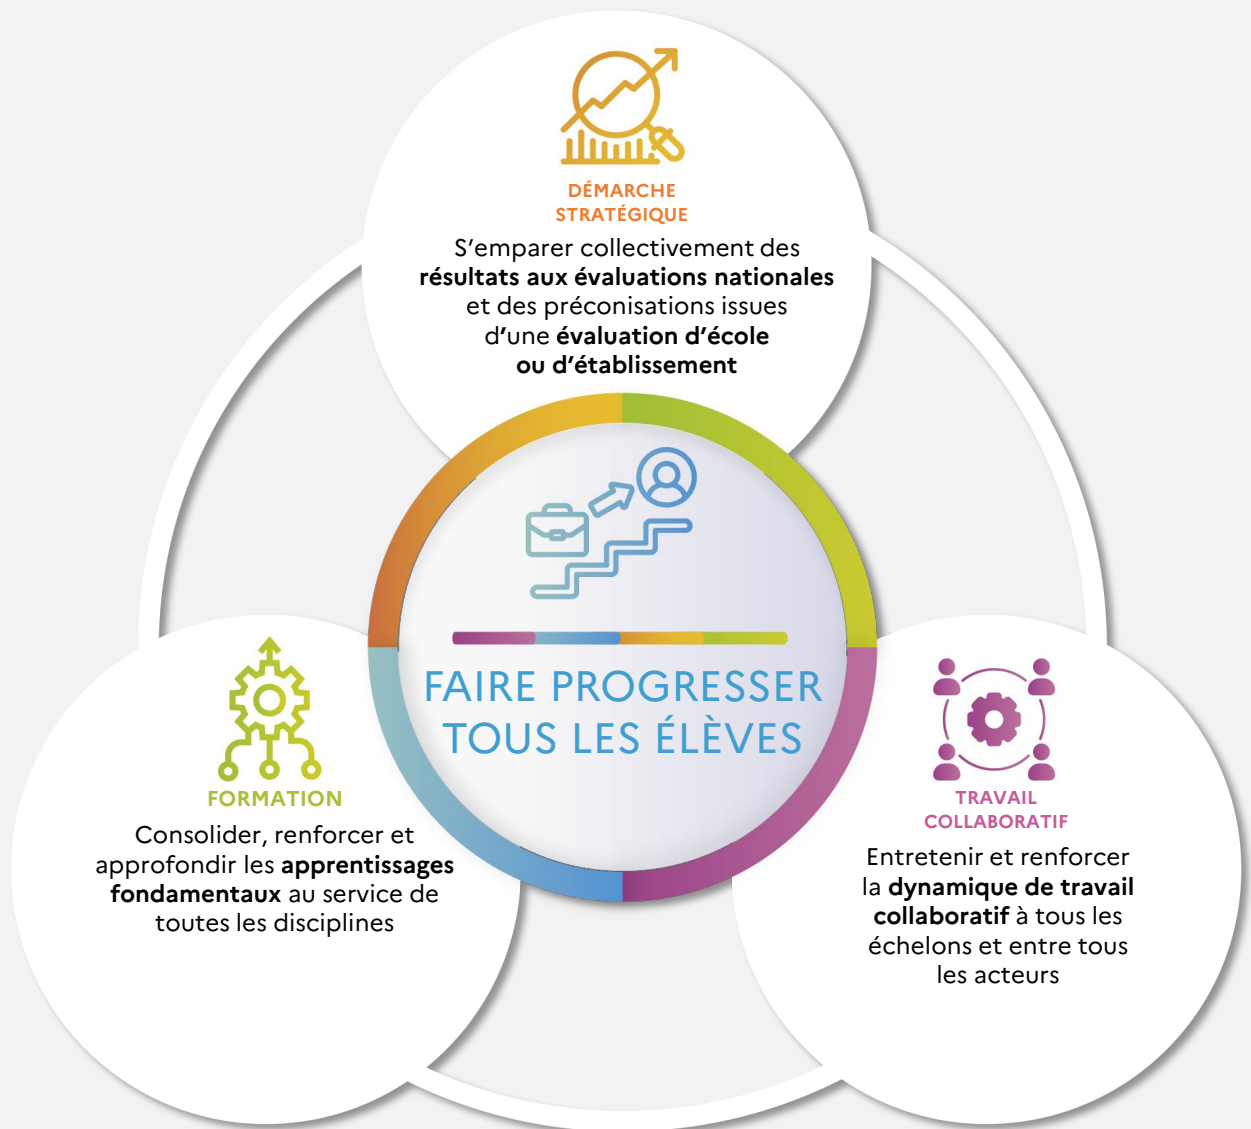 DÉMARCHE
STRATÉGIQUE
S’emparer collectivement des
résultats aux évaluations nationales
et des préconisations issues
d’une évaluation d’école
ou d’établissement
FAIRE PROGRESSER
TOUS LES ÉLÈVES
FORMATION
Consolider, renforcer et
approfondir les apprentissages
fondamentaux au service de
toutes les disciplines
TRAVAIL
COLLABORATIF
Entretenir et renforcer
la dynamique de travail
collaboratif à tous les
échelons et entre tous
les acteurs